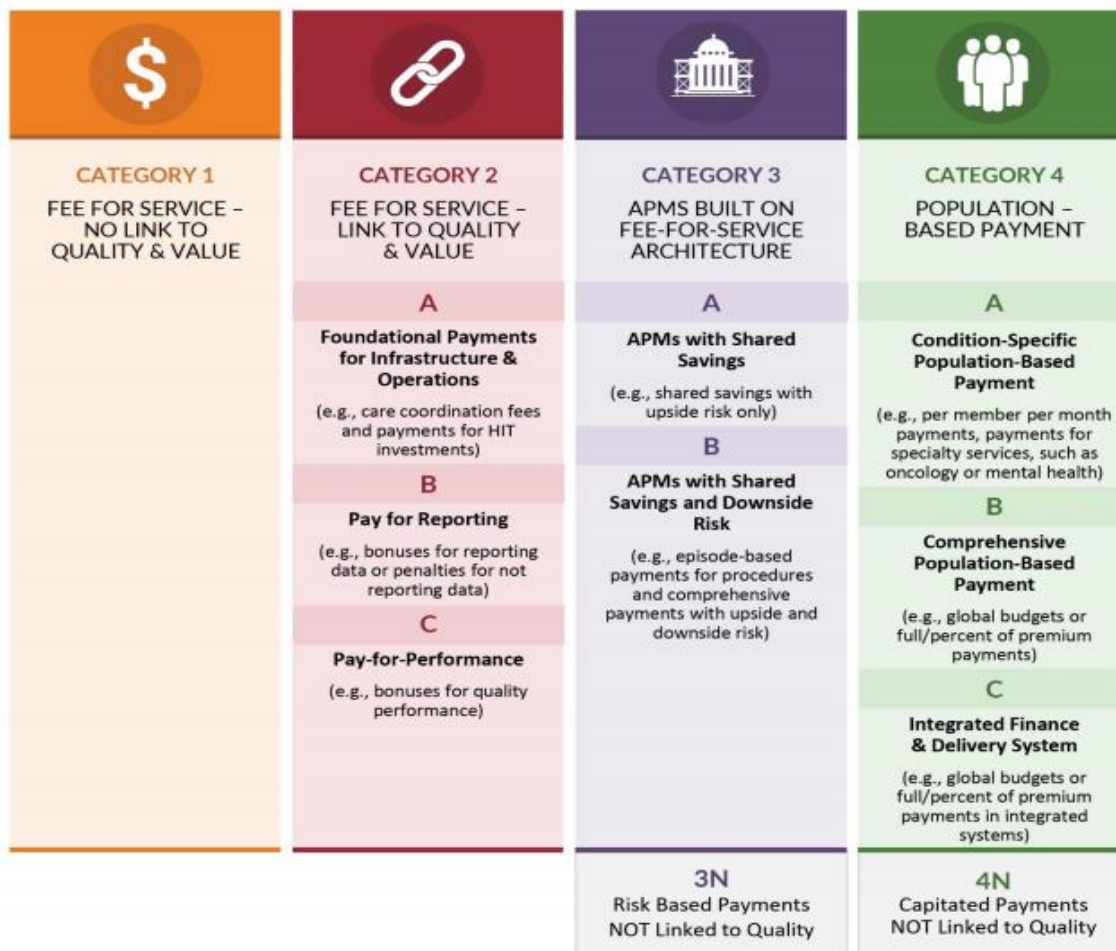 $
CATEGORY 1
FEE FOR SERVICE –
NO LINK TO
QUALITY & VALUE
CATEGORY 2
FEE FOR SERVICE –
LINK TO QUALITY
& VALUE
A
Foundational Payments
for Infrastructure &
Operations
(e.g., care coordination fees
and payments for HIT
investments)
B
Pay for Reporting
(e.g., bonuses for reporting
data or penalties for not
reporting data)
C
Pay-for-Performance
(e.g., bonuses for quality
performance)
CATEGORY 3
APMS BUILT ON
FEE-FOR-SERVICE
ARCHITECTURE
A
APMs with Shared
Savings
(e.g., shared savings with
upside risk only)
B
APMs with Shared
Savings and Downside
Risk
(e.g., episode-based
payments for procedures
and comprehensive
payments with upside and
downside risk)
3N
Risk Based Payments
NOT Linked to Quality
CATEGORY 4
POPULATION –
BASED PAYMENT
A
Condition-Specific
Population-Based
Payment
(e.g., per member per month
payments, payments for
specialty services, such as
oncology or mental health)
B
Comprehensive
Population-Based
Payment
(e.g., global budgets or
full/percent of premium
payments)
C
Integrated Finance
& Delivery System
(e.g., global budgets or
full/percent of premium
payments in integrated
systems)
4N
Capitated Payments
NOT Linked to Quality